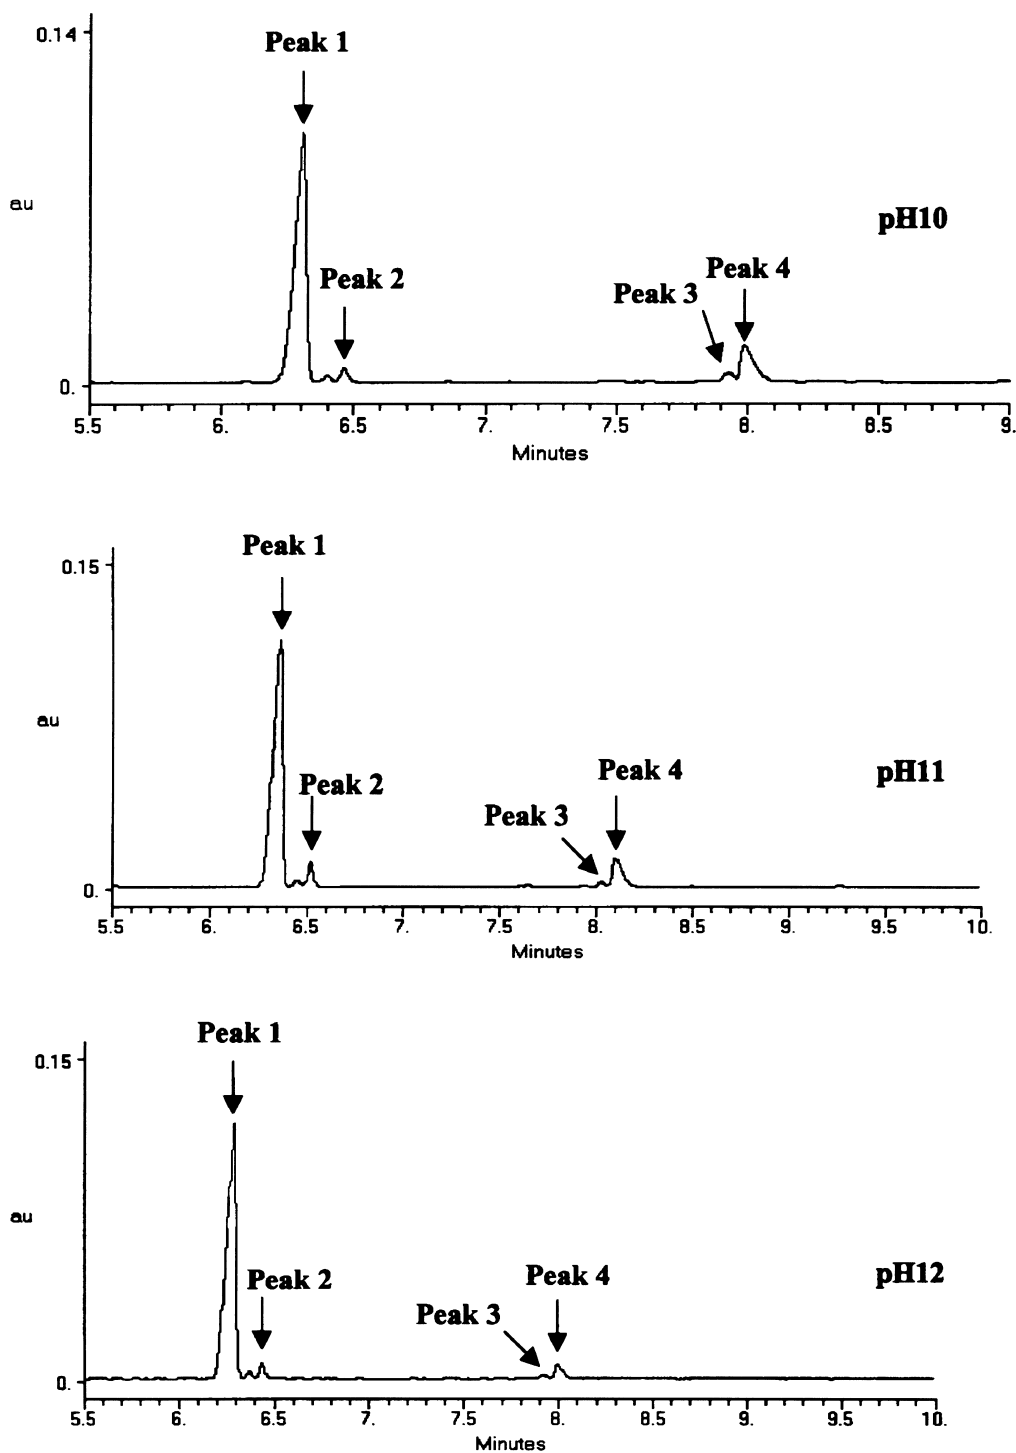 0.14
Peak 1
au
pH10
Peak 2
Peak 4
Peak 3
0.
5.5 6. 6.5 7. 7.5 8. 8.5 9.
Minutes
Peak 1
0.15
au
Peak 4
pH11
Peak 2
Peak 3
0.
5.5 6. 6.5 7. 7.5 8. 8.5 9. 9.5 10.
Minutes
Peak 1
0.15
au
Peak 2
Peak 4
pH12
Peak 3
0.
5.5 6. 6.5 7. 7.5 8. 8.5 9. 9.5 10.
Minutes